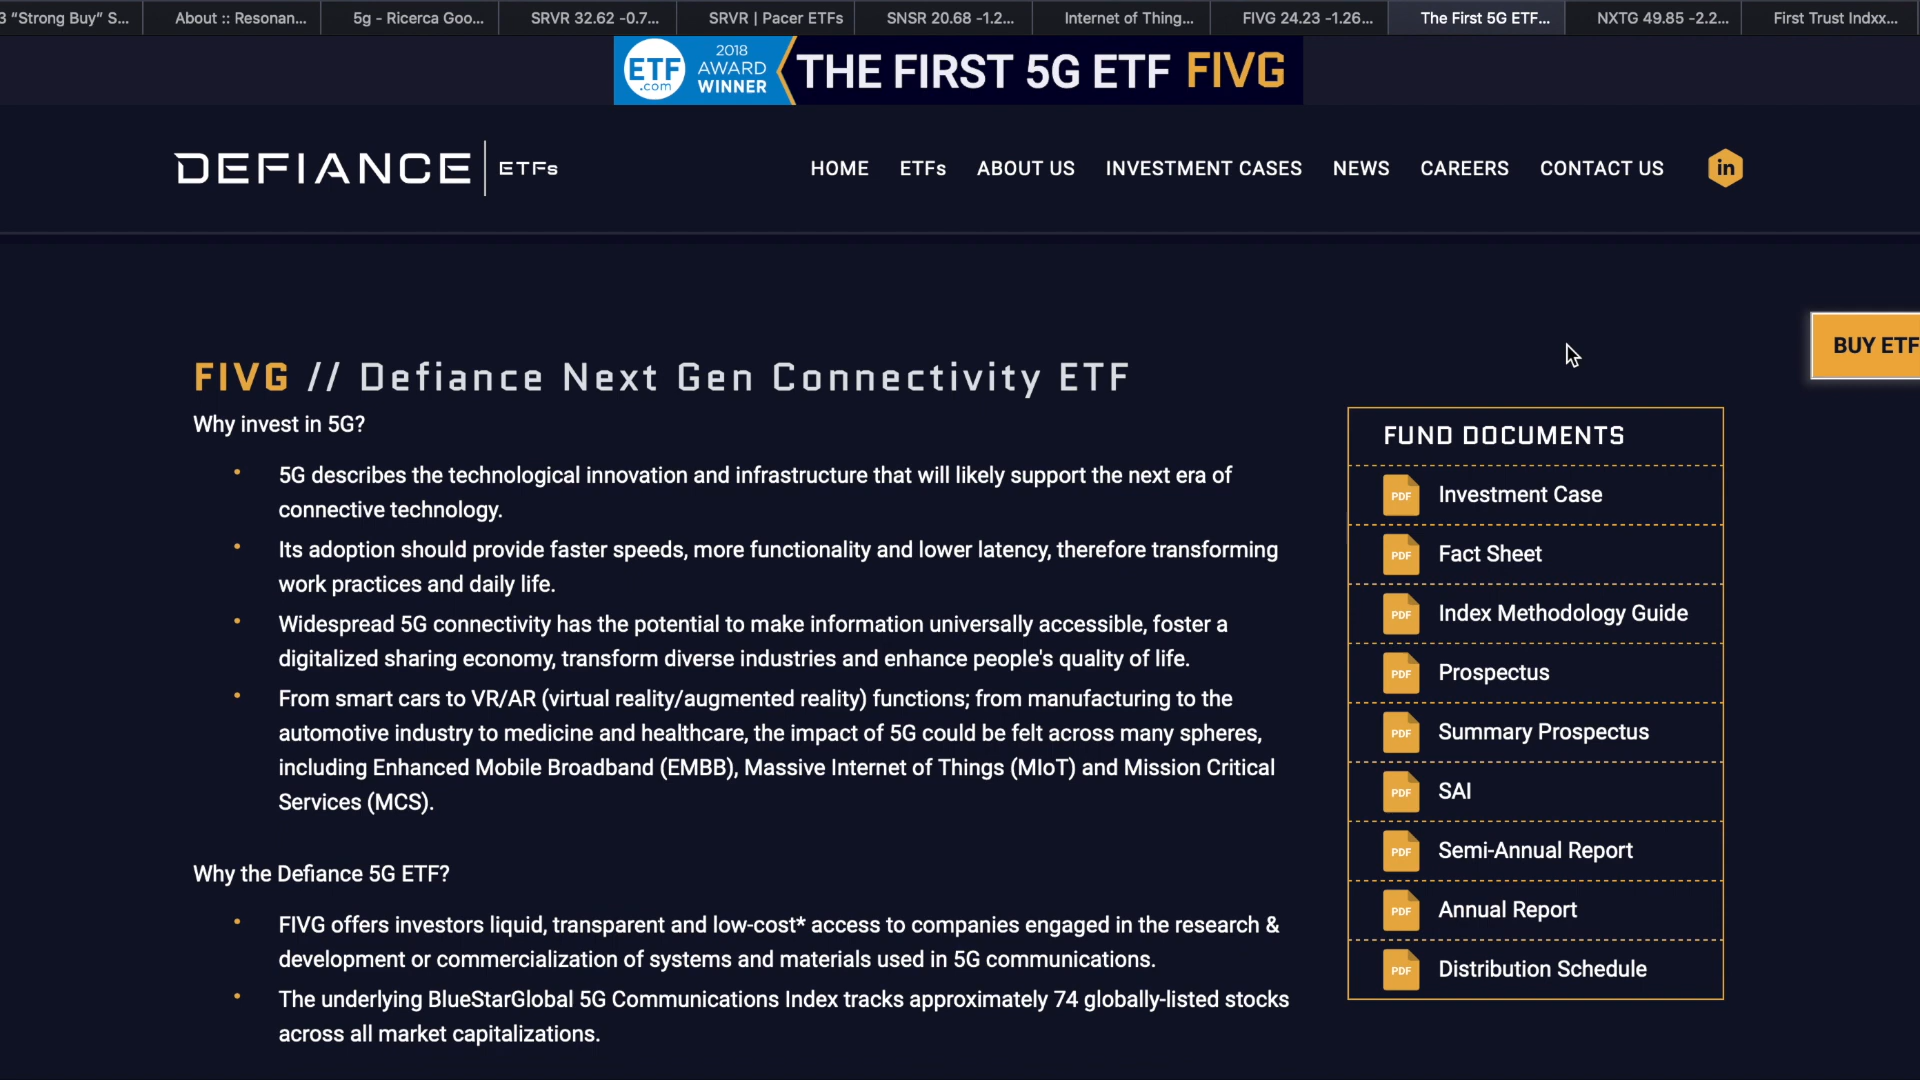 3 “Strong Buy” S...
About :: Resonan...
5g - Ricerca Goo...
SRVR 32.62 -0.7...
SRVR | Pacer ETFs
SNSR 20.68 -1.2...
Internet of Thing...
FIVG 24.23 -1.26...
The First 5G ETF...
NXTG 49.85 -2.2...
First Trust Indxx...
ETF
.com
2018
AWARD
WINNER
THE FIRST 5G ETF FIVG
DEFIANCE ETFs
HOME
ETFs
ABOUT US
INVESTMENT CASES
NEWS
CAREERS
CONTACT US
in
BUY ETF
FIVG // Defiance Next Gen Connectivity ETF
Why invest in 5G?
5G describes the technological innovation and infrastructure that will likely support the next era of
connective technology.
Its adoption should provide faster speeds, more functionality and lower latency, therefore transforming
work practices and daily life.
Widespread 5G connectivity has the potential to make information universally accessible, foster a
digitalized sharing economy, transform diverse industries and enhance people's quality of life.
From smart cars to VR/AR (virtual reality/augmented reality) functions; from manufacturing to the
automotive industry to medicine and healthcare, the impact of 5G could be felt across many spheres,
including Enhanced Mobile Broadband (EMBB), Massive Internet of Things (MIoT) and Mission Critical
Services (MCS).
Why the Defiance 5G ETF?
FIVG offers investors liquid, transparent and low-cost* access to companies engaged in the research &
development or commercialization of systems and materials used in 5G communications.
The underlying BlueStarGlobal 5G Communications Index tracks approximately 74 globally-listed stocks
across all market capitalizations.
FUND DOCUMENTS
PDF Investment Case
PDF Fact Sheet
PDF Index Methodology Guide
PDF Prospectus
PDF Summary Prospectus
PDF SAI
PDF Semi-Annual Report
PDF Annual Report
PDF Distribution Schedule